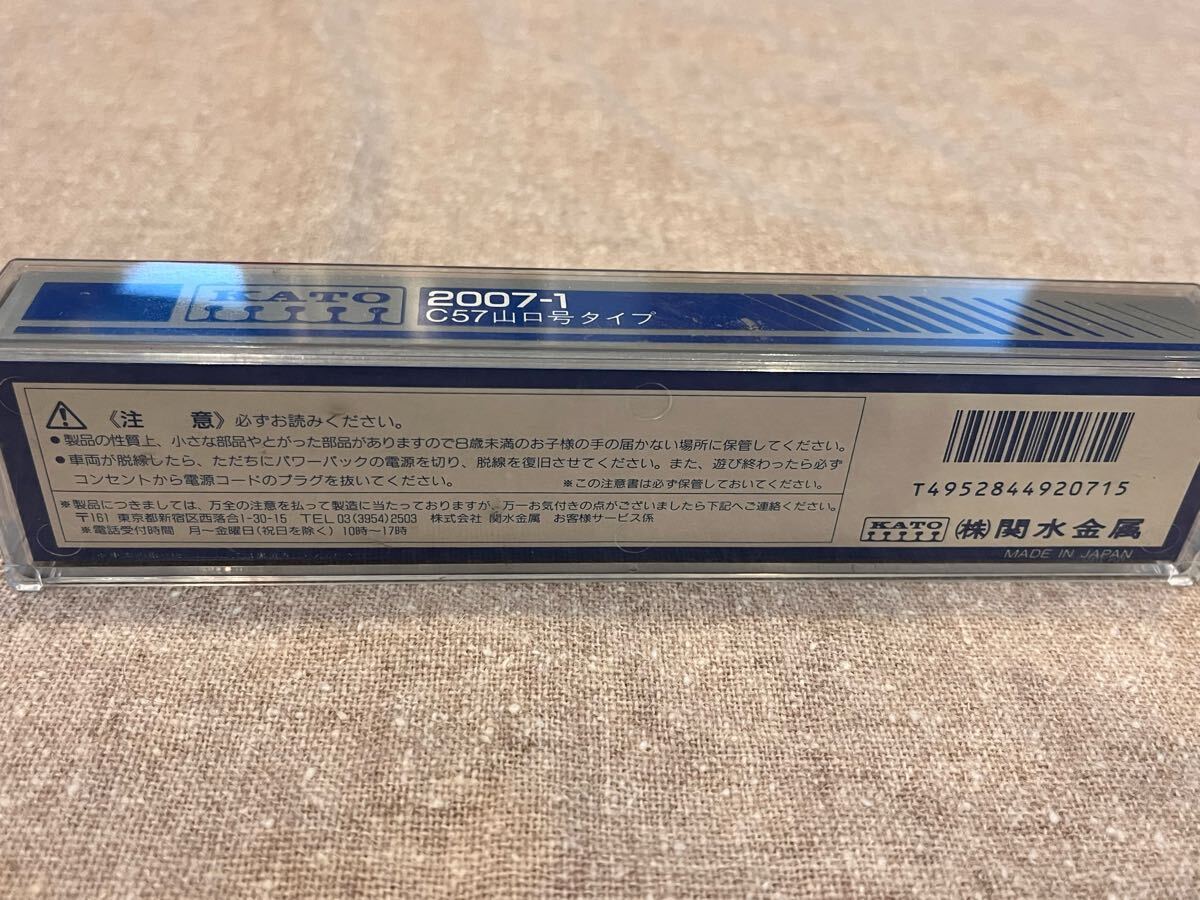 KATO
2007-1
C57山口号タイプ
《注 意》必ずお読みください。
●製品の性質上、小さな部品やとがった部品がありますので8歳未満のお子様の手の届かない場所に保管してください。
●車両が脱線したら、ただちにパワーパックの電源を切り、脱線を復旧させてください。また、遊び終わったら必ず
コンセントから電源コードのプラグを抜いてください。
※この注意書は必ず保管しておいてください。
※製品につきましては、万全の注意を払って製造に当たっておりますが、万一お気付きの点がございましたら下記へご連絡ください。
〒161 東京都新宿区西落合1-30-15 TEL 03(3954)2503 株式会社 関水金属 お客様サービス係
※電話受付時間 月〜金曜日(祝日を除く)10時〜17時
T4952844920715
KATO (株)関水金属
MADE IN JAPAN